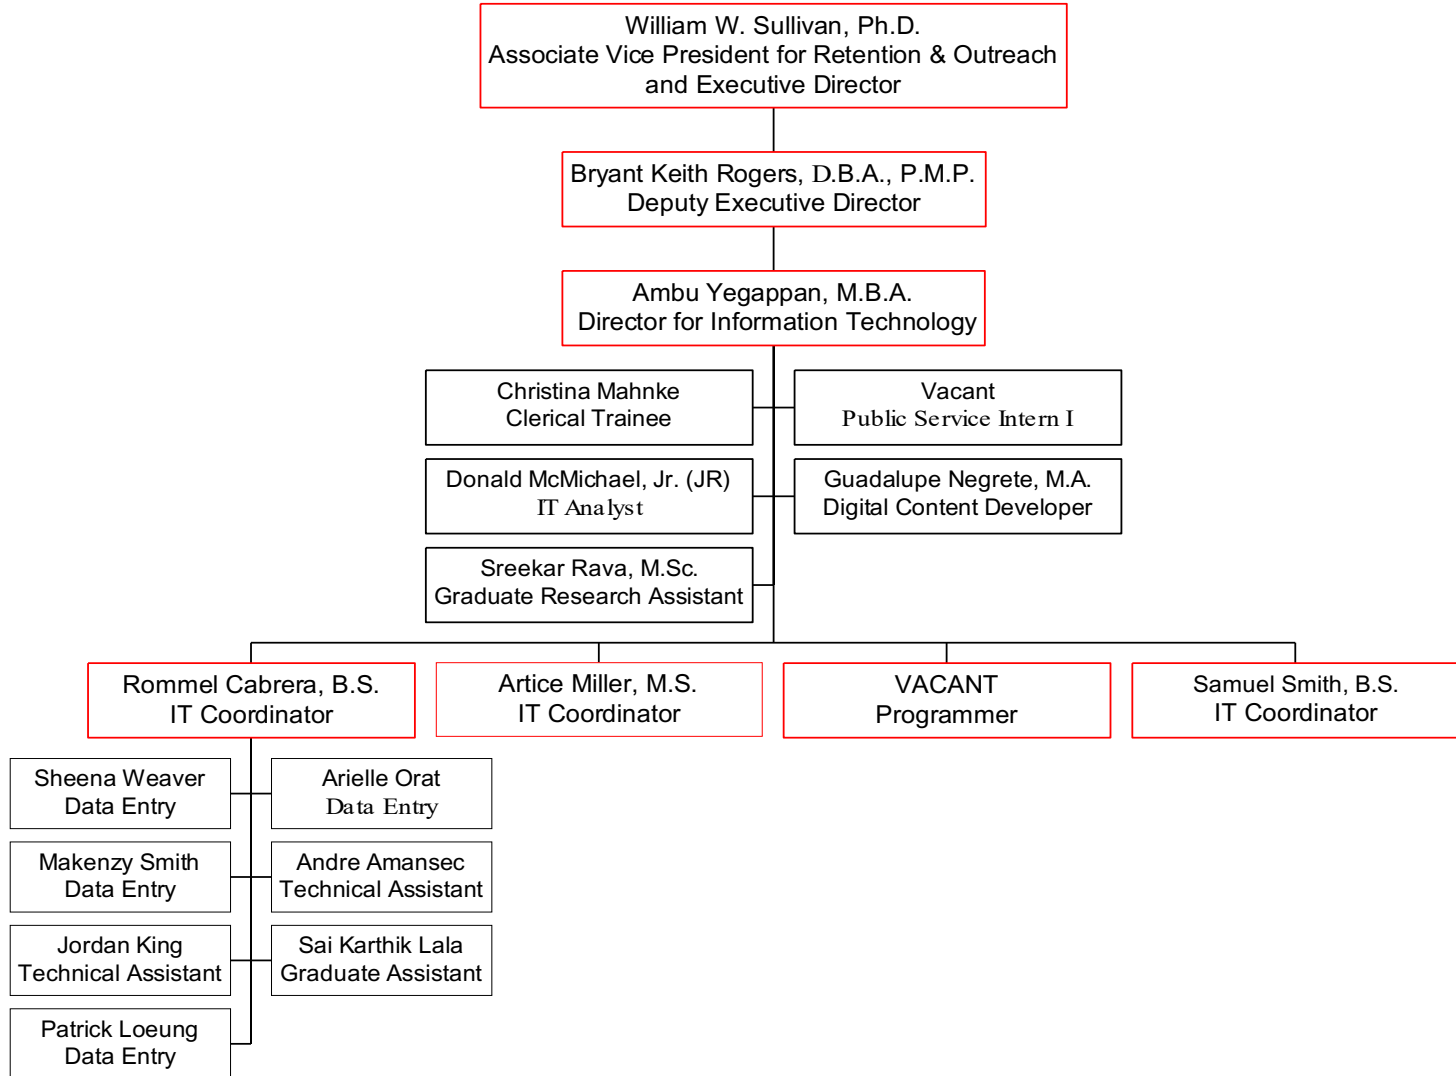 William W. Sullivan, Ph.D.
Associate Vice President for Retention & Outreach
and Executive Director
Bryant Keith Rogers, D.B.A., P.M.P.
Deputy Executive Director
Ambu Yegappan, M.B.A.
Director for Information Technology
Christina Mahnke
Clerical Trainee
Vacant
Public Service Intern I
Donald McMichael, Jr. (JR)
IT Analyst
Guadalupe Negrete, M.A.
Digital Content Developer
Sreekar Rava, M.Sc.
Graduate Research Assistant
Rommel Cabrera, B.S.
IT Coordinator
Artice Miller, M.S.
IT Coordinator
VACANT
Programmer
Samuel Smith, B.S.
IT Coordinator
Sheena Weaver
Data Entry
Arielle Orat
Data Entry
Makenzy Smith
Data Entry
Andre Amansec
Technical Assistant
Jordan King
Technical Assistant
Sai Karthik Lala
Graduate Assistant
Patrick Loeung
Data Entry